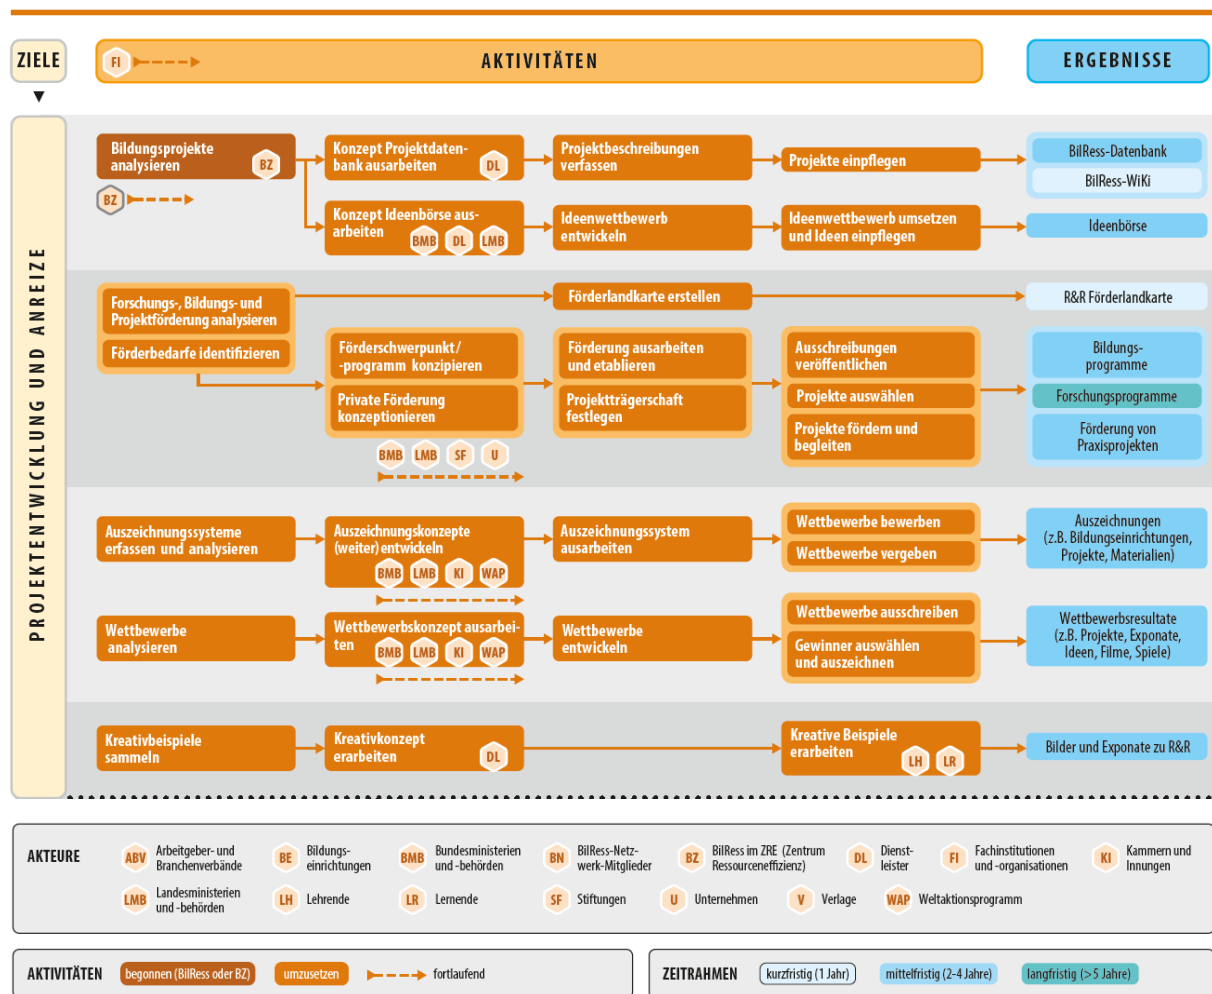 ZIELE
FI
AKTIVITÄTEN
ERGEBNISSE
PROJEKTENTWICKLUNG UND ANREIZE
Bildungsprojekte
analysieren
BZ
BZ
Konzept Projektdaten-
bank ausarbeiten
DL
Projektbeschreibungen
verfassen
Projekte einpflegen
BilRess-Datenbank
BilRess-WiKi
Konzept Ideenbörse aus-
arbeiten
BMB DL LMB
Ideenwettbewerb
entwickeln
Ideenwettbewerb umsetzen
und Ideen einpflegen
Ideenbörse
Forschungs-, Bildungs- und
Projektförderung analysieren
Förderbedarfe identifizieren
Förderlandkarte erstellen
R&R Förderlandkarte
Förderschwerpunkt/
-programm konzipieren
Private Förderung
konzeptionieren
BMB LMB SF U
Förderung ausarbeiten
und etablieren
Projektträgerschaft
festlegen
Ausschreibungen
veröffentlichen
Projekte auswählen
Projekte fördern und
begleiten
Bildungs-
programme
Forschungsprogramme
Förderung von
Praxisprojekten
Auszeichnungssysteme
erfassen und analysieren
Auszeichnungskonzepte
(weiter) entwickeln
BMB LMB KI WAP
Auszeichnungssystem
ausarbeiten
Wettbewerbe bewerben
Wettbewerbe vergeben
Auszeichnungen
(z.B. Bildungseinrichtungen,
Projekte, Materialien)
Wettbewerbe
analysieren
Wettbewerbskonzept ausarbei-
ten
BMB LMB KI WAP
Wettbewerbe
entwickeln
Wettbewerbe ausschreiben
Gewinner auswählen
und auszeichnen
Wettbewerbsresultate
(z.B. Projekte, Exponate,
Ideen, Filme, Spiele)
Kreativbeispiele
sammeln
Kreativkonzept
erarbeiten
DL
Kreative Beispiele
erarbeiten
LH LR
Bilder und Exponate zu R&R
AKTEURE
ABV Arbeitgeber- und
Branchenverbände
BE Bildungs-
einrichtungen
BMB Bundesministerien
und -behörden
BN BilRess-Netz-
werk-Mitglieder
BZ BilRess im ZRE (Zentrum
Ressourceneffizienz)
DL Dienst-
leister
FI Fachinstitutionen
und -organisationen
KI Kammern und
Innungen
LMB Landesministerien
und -behörden
LH Lehrende
LR Lernende
SF Stiftungen
U Unternehmen
V Verlage
WAP Weltaktionsprogramm
AKTIVITÄTEN
begonnen (BilRess oder BZ)
umzusetzen
fortlaufend
ZEITRAHMEN
kurzfristig (1 Jahr)
mittelfristig (2-4 Jahre)
langfristig (>5 Jahre)